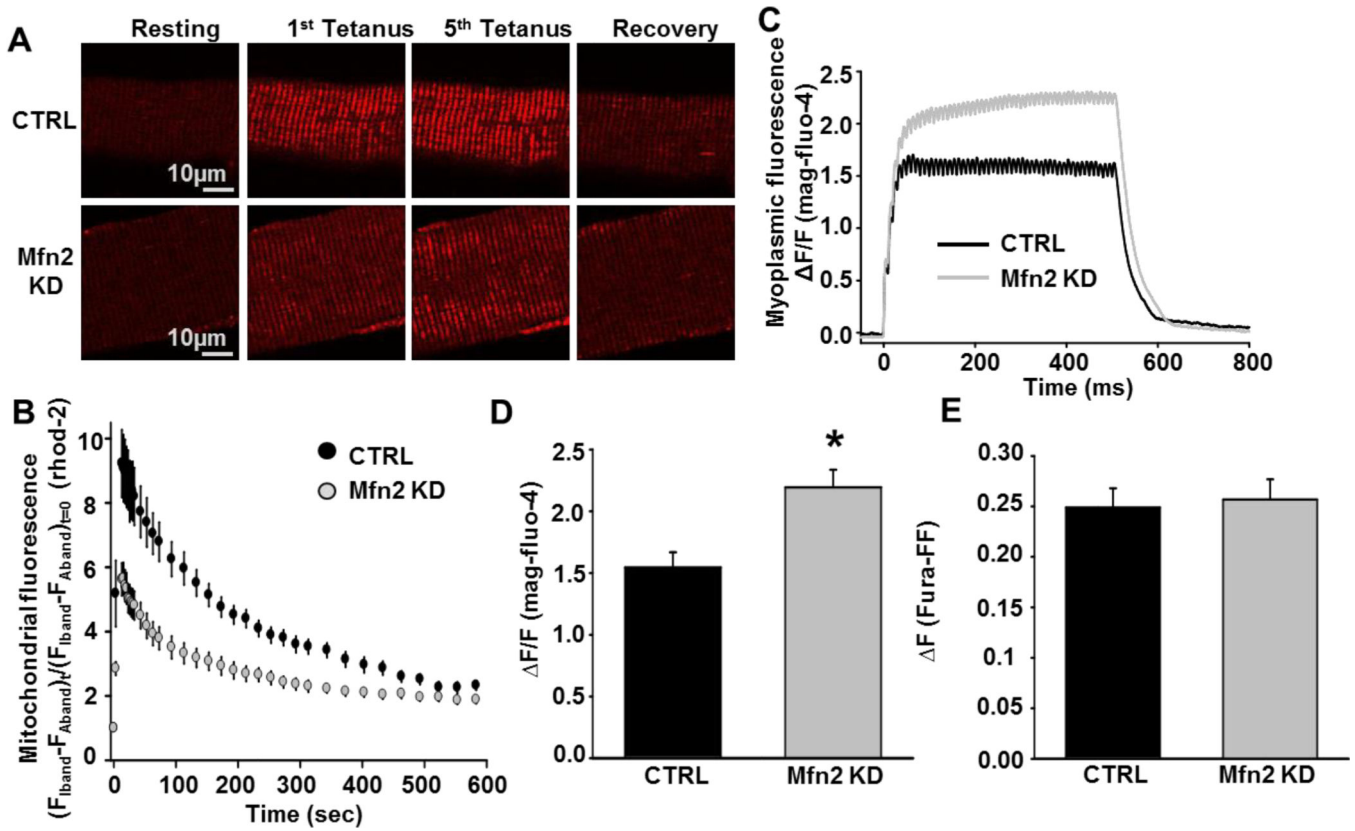 A
Resting
1st Tetanus
5th Tetanus
Recovery
CTRL
10µm
Mfn2
KD
10µm
B
Mitochondrial fluorescence
(FIband-FAband)t/(FIband-FAband)t=0 (rhod-2)
10
8
6
4
2
0
CTRL
Mfn2 KD
0 100 200 300 400 500 600
Time (sec)
C
Myoplasmic fluorescence
ΔF/F (mag-fluo-4)
2.5
2.0
1.5
1.0
0.5
0.0
CTRL
Mfn2 KD
0 200 400 600 800
Time (ms)
D
ΔF/F (mag-fluo-4)
2.5
2.0
1.5
1.0
0.5
0.0
*
CTRL Mfn2 KD
E
ΔF (Fura-FF)
0.30
0.25
0.20
0.15
0.10
0.05
0.00
CTRL Mfn2 KD